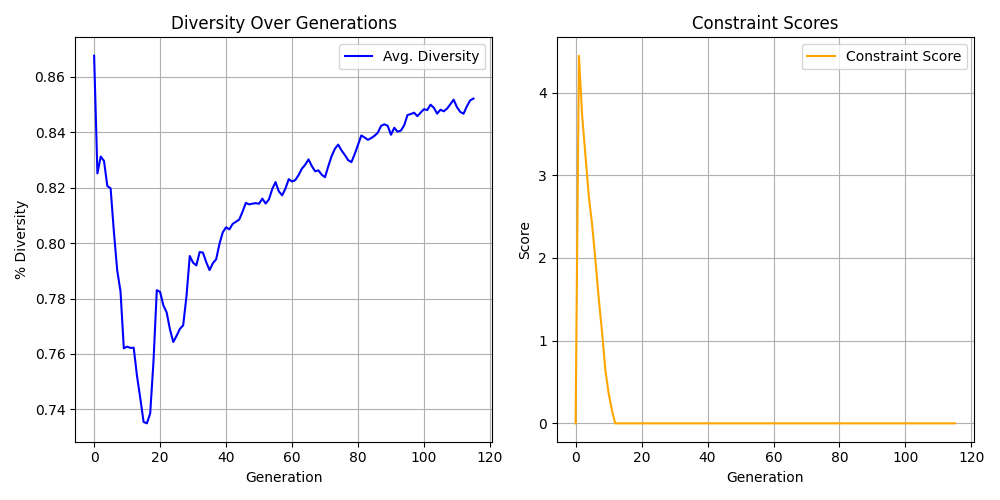 Diversity Over Generations
Avg. Diversity
% Diversity
0.86
0.84
0.82
0.80
0.78
0.76
0.74
0 20 40 60 80 100 120
Generation
Constraint Scores
Constraint Score
Score
4
3
2
1
0
0 20 40 60 80 100 120
Generation